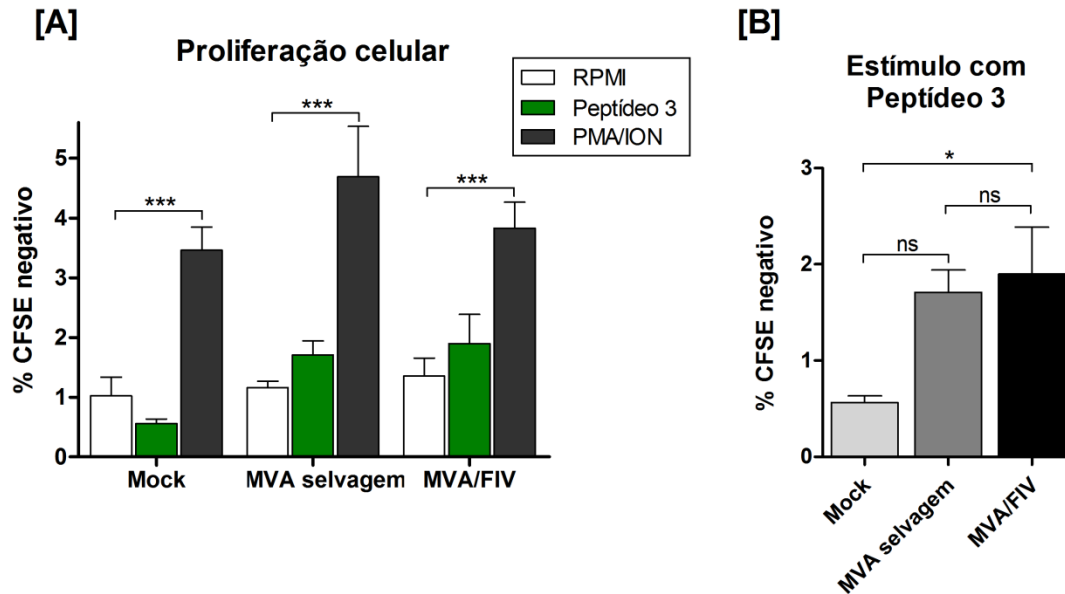 [A]
Proliferação celular
RPMI
Peptídeo 3
PMA/ION
% CFSE negativo
5
4
3
2
1
0
***
***
***
Mock
MVA selvagem
MVA/FIV
[B]
Estímulo com
Peptídeo 3
% CFSE negativo
3
2
1
0
*
ns
ns
Mock
MVA selvagem
MVA/FIV